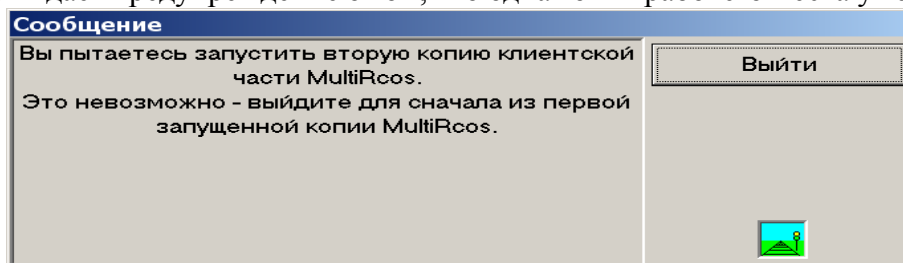 Сообщение
Вы пытаетесь запустить вторую копию клиентской
части MultiRcos.
Это невозможно - выйдите для сначала из первой
запущенной копии MultiRcos.
Выйти